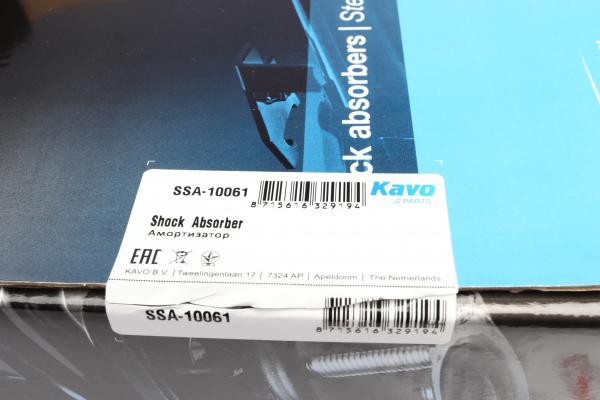 ck absorbers | Ste
SSA-10061
8 715616 329194
Kavo
PARTS
Shock Absorber
Амортизатор
EAC
KAVO B.V. | Tweelingenlaan 17 | 7324 AP | Apeldoorn | The Netherlands
SSA-10061
8 715616 329194